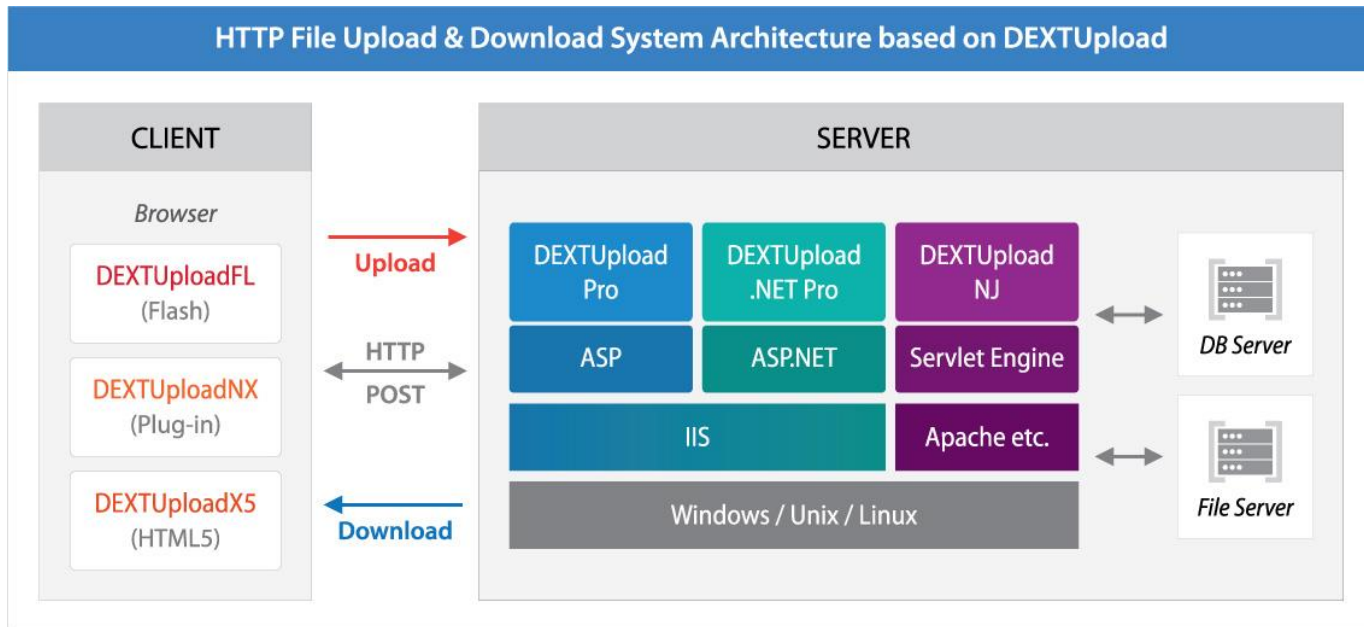 HTTP File Upload & Download System Architecture based on DEXTUpload
CLIENT
Browser
DEXTUploadFL
(Flash)
DEXTUploadNX
(Plug-in)
DEXTUploadX5
(HTML5)
Upload
HTTP
POST
Download
SERVER
DEXTUpload
Pro
DEXTUpload
.NET Pro
DEXTUpload
NJ
ASP
ASP.NET
Servlet Engine
IIS
Apache etc.
Windows / Unix / Linux
DB Server
File Server